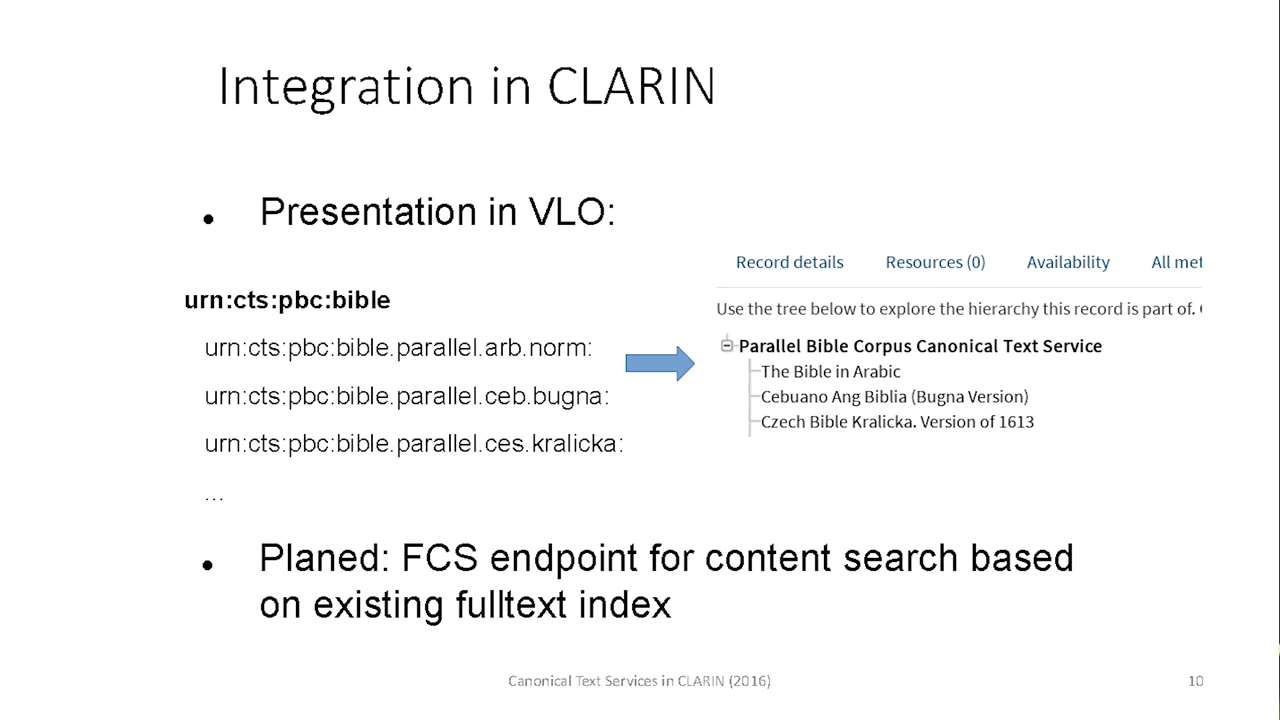 Integration in CLARIN
• Presentation in VLO:
urn:cts:pbc:bible
urn:cts:pbc:bible.parallel.arb.norm:
urn:cts:pbc:bible.parallel.ceb.bugna:
urn:cts:pbc:bible.parallel.ces.kralicka:
...
Record details Resources (0) Availability All met
Use the tree below to explore the hierarchy this record is part of.
Parallel Bible Corpus Canonical Text Service
The Bible in Arabic
Cebuano Ang Biblia (Bugna Version)
Czech Bible Kralicka. Version of 1613
• Planed: FCS endpoint for content search based
on existing fulltext index
Canonical Text Services in CLARIN (2016)
10